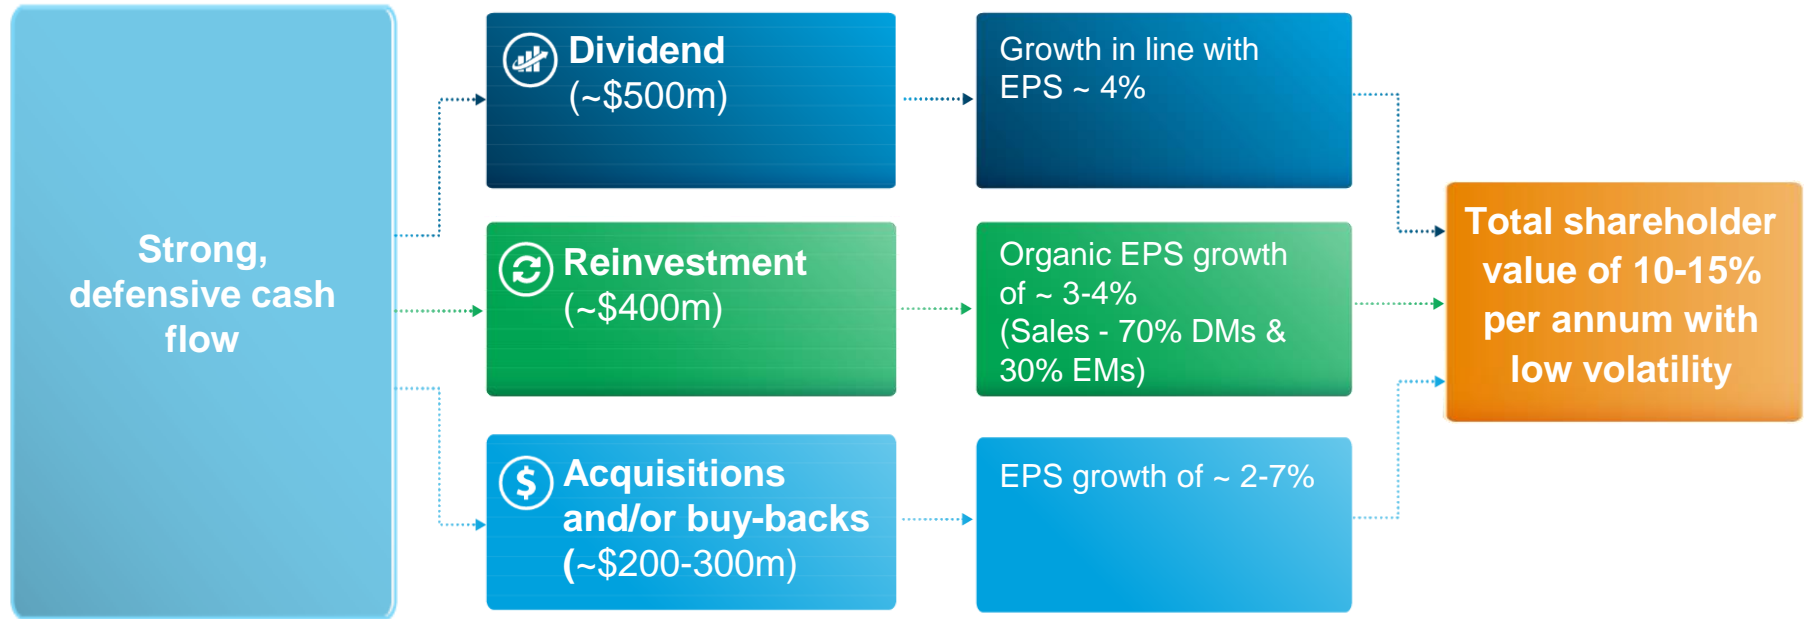 Strong,
defensive cash
flow
Dividend
(~$500m)
Growth in line with
EPS ~ 4%
Reinvestment
(~$400m)
Organic EPS growth
of ~ 3-4%
(Sales - 70% DMs &
30% EMs)
$ Acquisitions
and/or buy-backs
(~$200-300m)
EPS growth of ~ 2-7%
Total shareholder
value of 10-15%
per annum with
low volatility